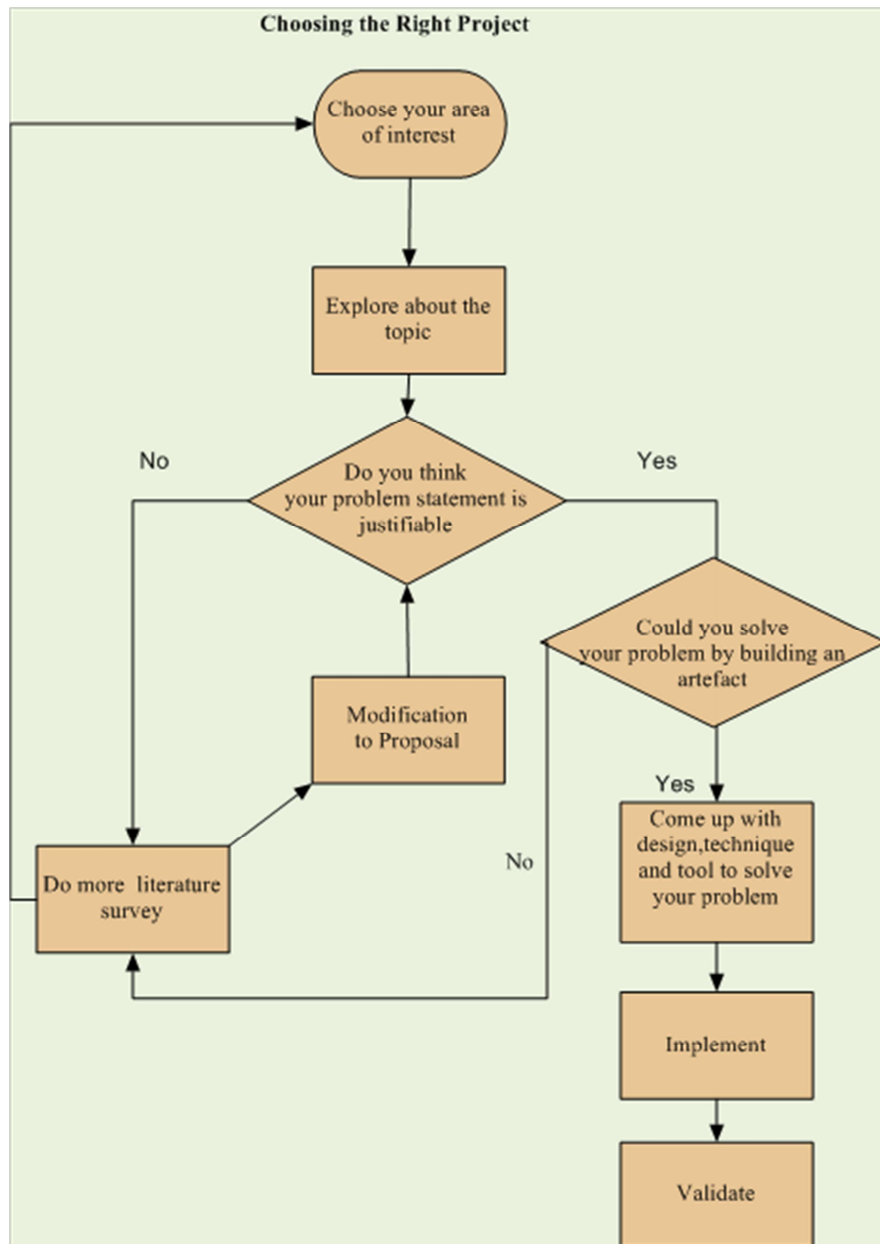 Choosing the Right Project
Choose your area
of interest
Explore about the
topic
No
Yes
Do you think
your problem statement is
justifiable
Could you solve
your problem by building an
artefact
Modification
to Proposal
Yes
Come up with
design,technique
and tool to solve
your problem
No
Do more literature
survey
Implement
Validate